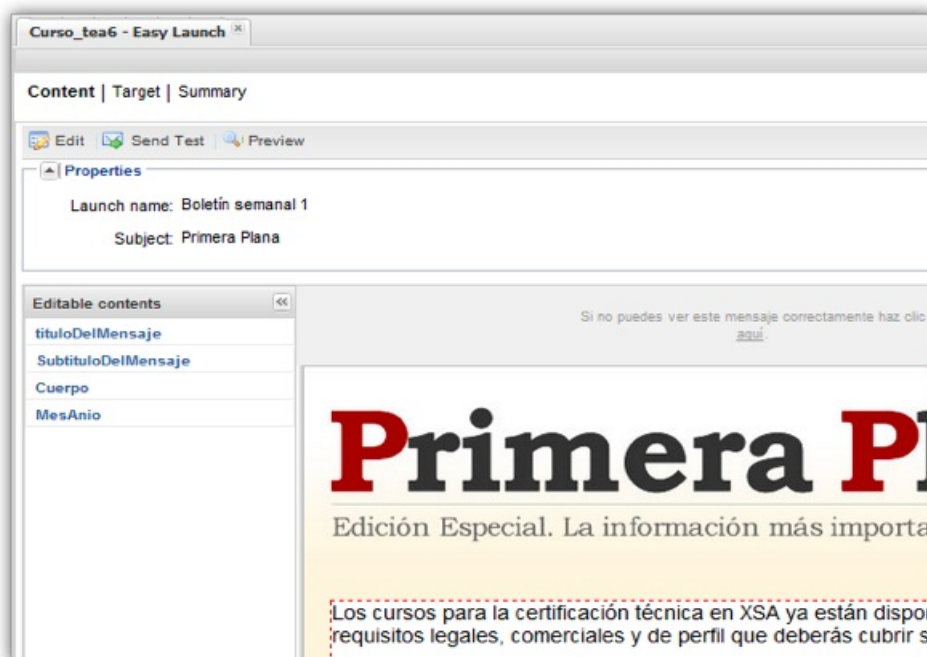 Curso_tea6 - Easy Launch
Content | Target | Summary
Edit Send Test Preview
Properties
Launch name: Boletín semanal 1
Subject: Primera Plana
Editable contents
tituloDelMensaje
SubtituloDelMensaje
Cuerpo
MesAnio
Si no puedes ver este mensaje correctamente haz clic
aquí.
Primera Pl
Edición Especial. La información más importa
Los cursos para la certificación técnica en XSA ya están dispon
requisitos legales, comerciales y de perfil que deberás cubrir s